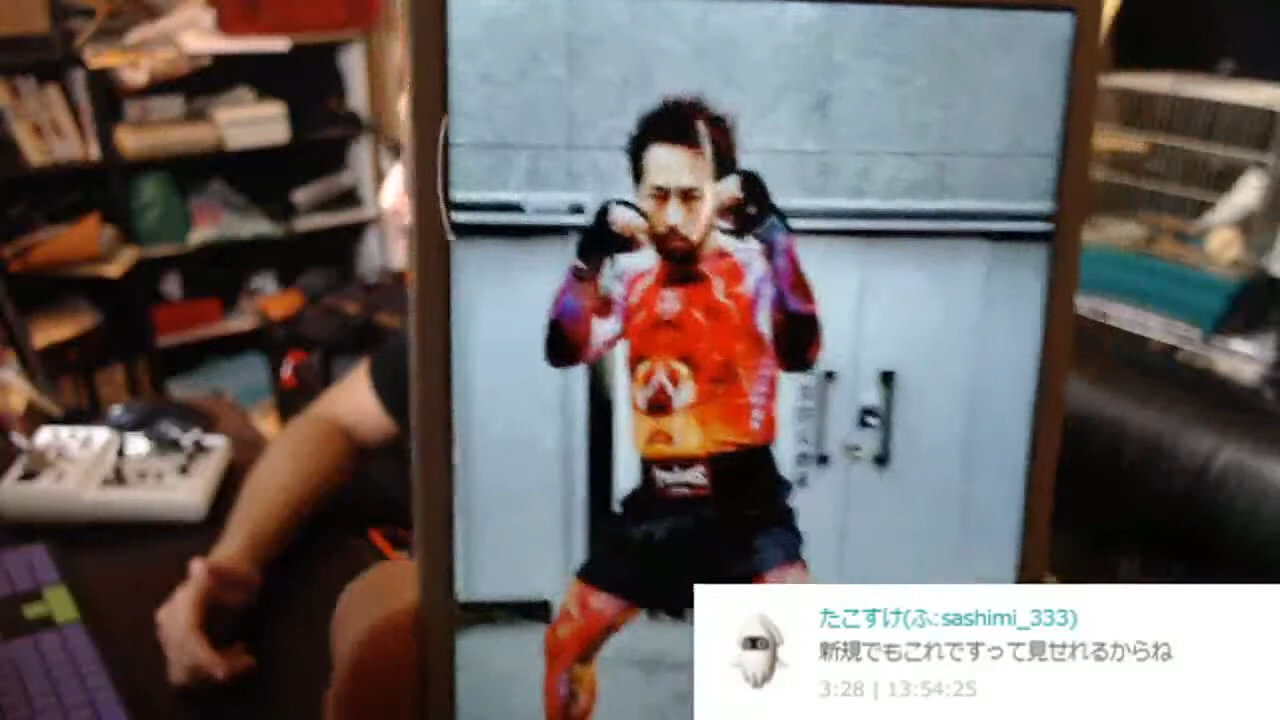 たこすけ(ふ:sashimi_333)
新規でもこれですって見せれるからね
3:28 | 13:54:25